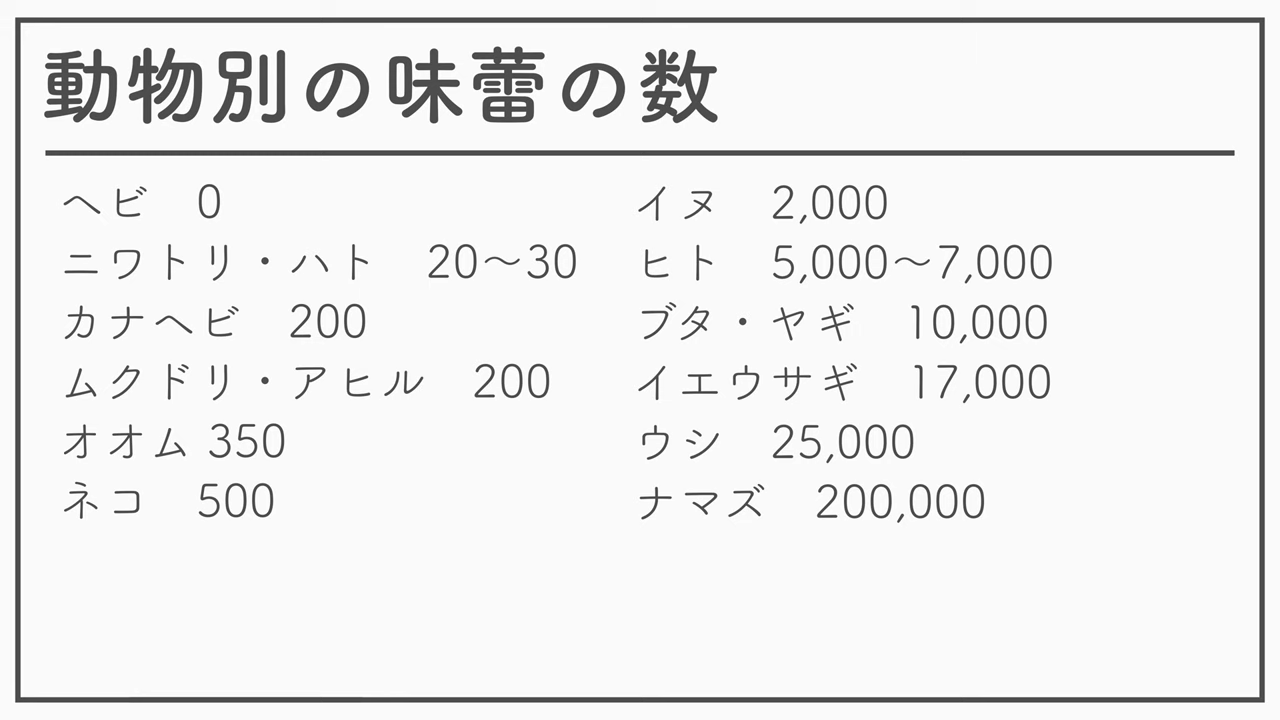 動物別の味蕾の数
ヘビ　0
ニワトリ・ハト　20〜30
カナヘビ　200
ムクドリ・アヒル　200
オオム 350
ネコ　500
イヌ　2,000
ヒト　5,000〜7,000
ブタ・ヤギ　10,000
イエウサギ　17,000
ウシ　25,000
ナマズ　200,000